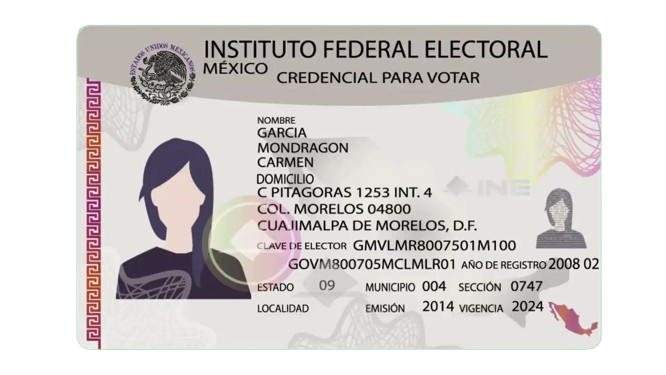 ESTADOS UNIDOS MEXICANOS
INSTITUTO FEDERAL ELECTORAL
MÉXICO
CREDENCIAL PARA VOTAR
NOMBRE
GARCIA
MONDRAGON
CARMEN
DOMICILIO
C PITAGORAS 1253 INT. 4
COL. MORELOS 04800
CUAJIMALPA DE MORELOS, D.F.
INE
CLAVE DE ELECTOR GMVLMR8007501M100
GOVM800705MCLMLR01 AÑO DE REGISTRO 2008 02
ESTADO 09 MUNICIPIO 004 SECCIÓN 0747
LOCALIDAD EMISIÓN 2014 VIGENCIA 2024